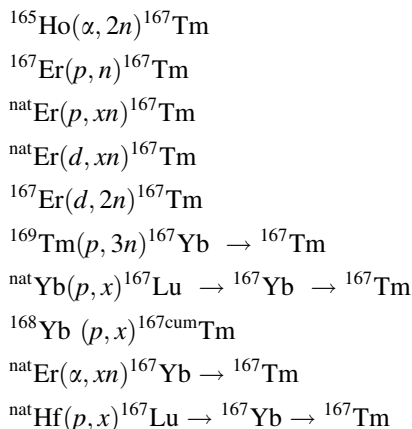 ¹⁶⁵Ho(α, 2n)¹⁶⁷Tm
¹⁶⁷Er(p, n)¹⁶⁷Tm
ⁿᵃᵗEr(p, xn)¹⁶⁷Tm
ⁿᵃᵗEr(d, xn)¹⁶⁷Tm
¹⁶⁷Er(d, 2n)¹⁶⁷Tm
¹⁶⁹Tm(p, 3n)¹⁶⁷Yb → ¹⁶⁷Tm
ⁿᵃᵗYb(p, x)¹⁶⁷Lu → ¹⁶⁷Yb → ¹⁶⁷Tm
¹⁶⁸Yb (p, x)¹⁶⁷ᶜᵘᵐTm
ⁿᵃᵗEr(α, xn)¹⁶⁷Yb → ¹⁶⁷Tm
ⁿᵃᵗHf(p, x)¹⁶⁷Lu → ¹⁶⁷Yb → ¹⁶⁷Tm